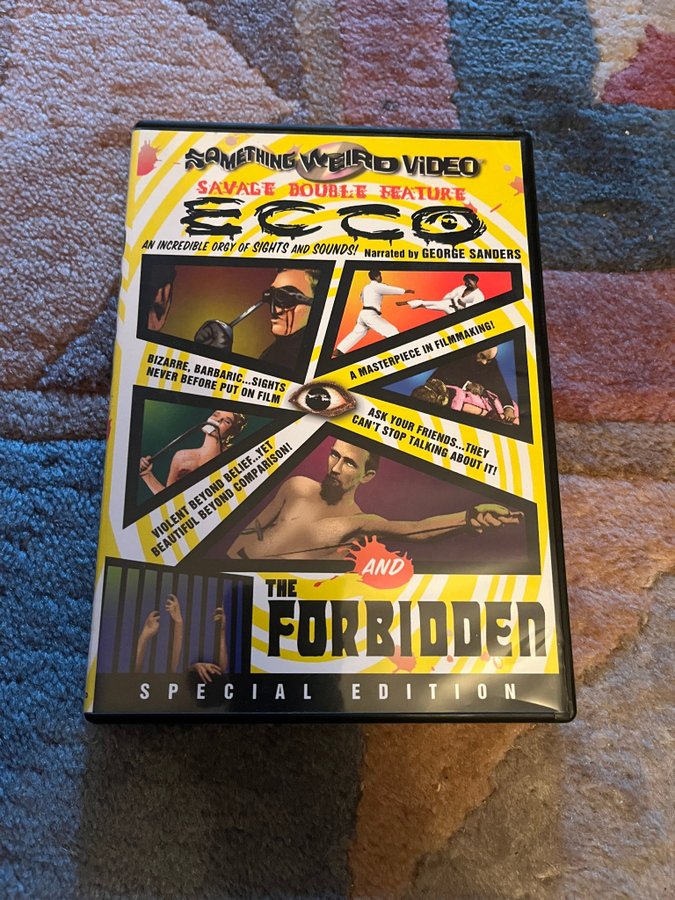 SOMETHING WEIRD VIDEO
SAVAGE DOUBLE FEATURE
ECCO
AN INCREDIBLE ORGY OF SIGHTS AND SOUNDS! Narrated by GEORGE SANDERS
BIZARRE, BARBARIC...SIGHTS
NEVER BEFORE PUT ON FILM
A MASTERPIECE IN FILMMAKING!
ASK YOUR FRIENDS...THEY
CAN'T STOP TALKING ABOUT IT!
VIOLENT BEYOND BELIEF...YET
BEAUTIFUL BEYOND COMPARISON!
AND
THE
FORBIDDEN
SPECIAL EDITION